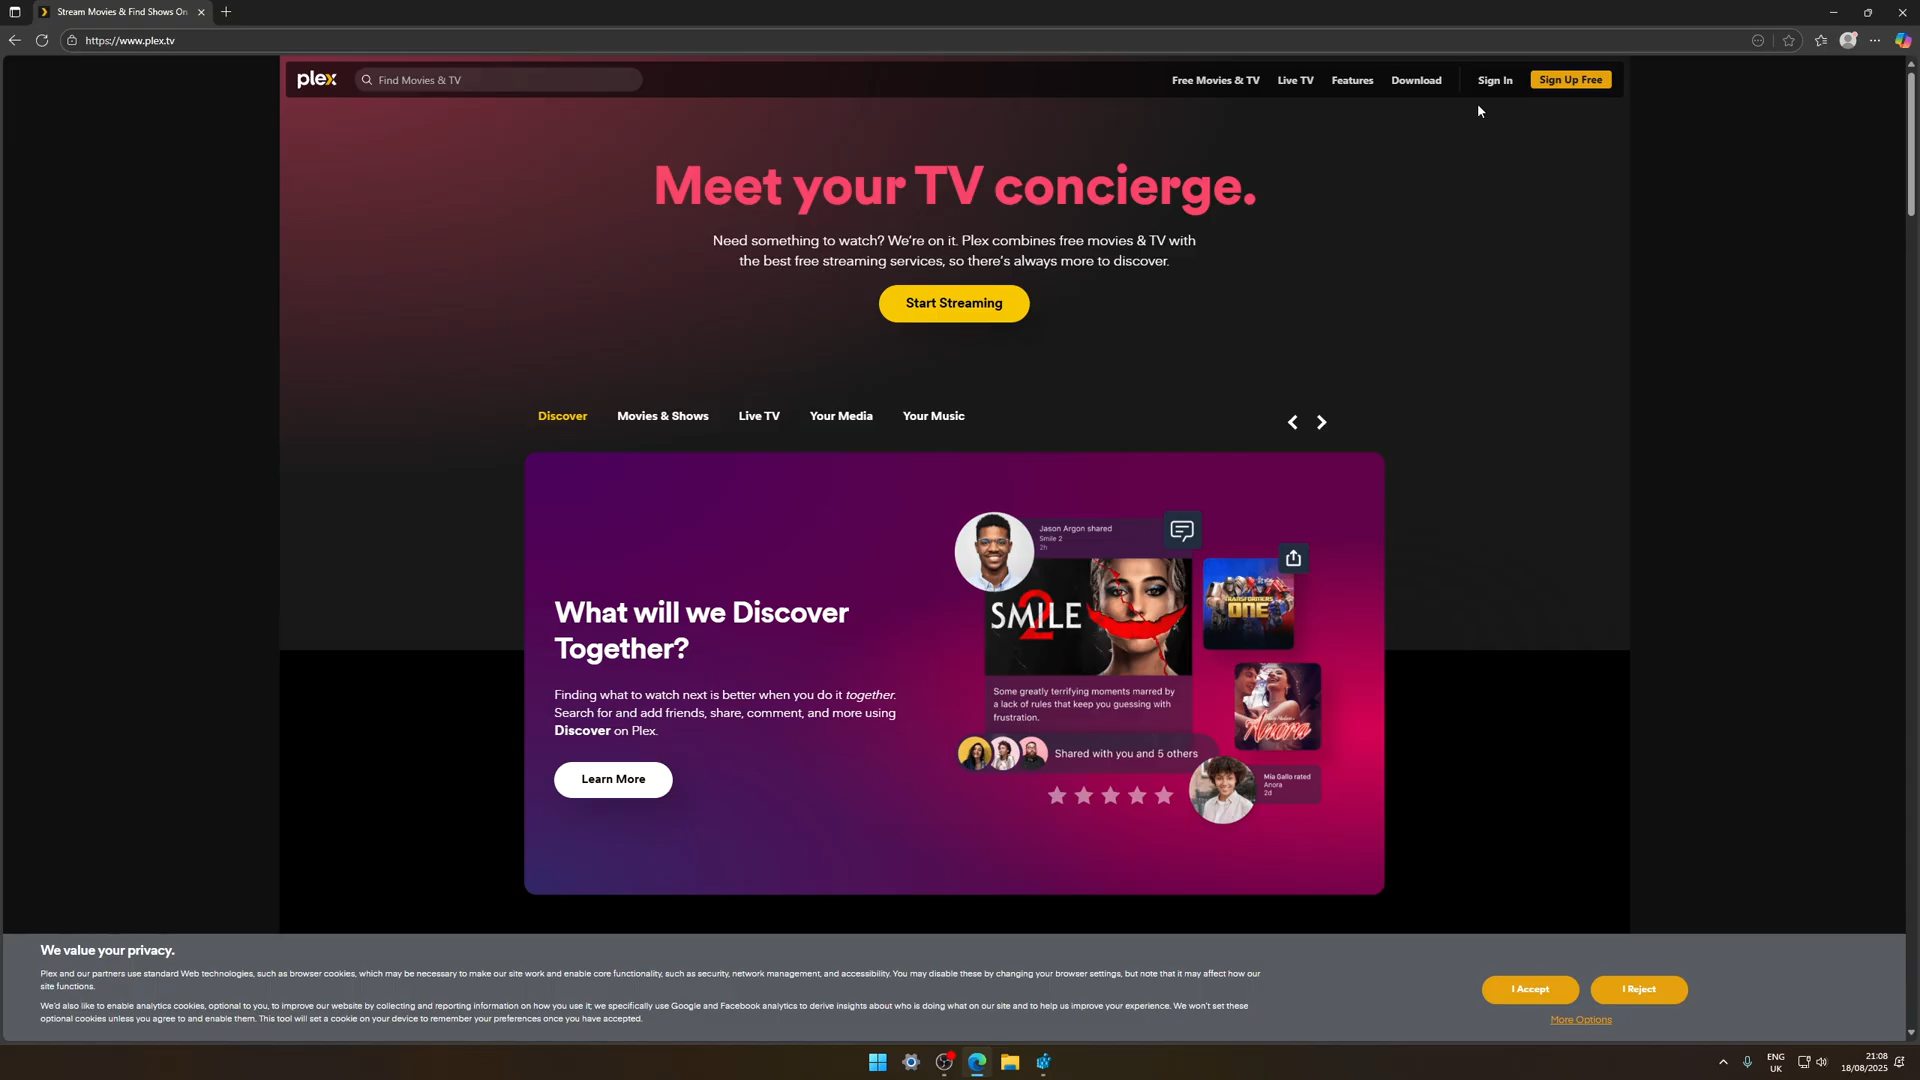 Stream Movies & Find Shows On
https://www.plex.tv
plex
Find Movies & TV
Free Movies & TV
Live TV
Features
Download
Sign In
Sign Up Free
Meet your TV concierge.
Need something to watch? We're on it. Plex combines free movies & TV with
the best free streaming services, so there's always more to discover.
Start Streaming
Discover
Movies & Shows
Live TV
Your Media
Your Music
What will we Discover
Together?
Finding what to watch next is better when you do it together.
Search for and add friends, share, comment, and more using
Discover on Plex.
Learn More
Jason Argon shared
Smile 2
2h
SMILE 2
TRANSFORMERS
ONE
Some greatly terrifying moments marred by
a lack of rules that keep you guessing with
frustration.
Anora
Shared with you and 5 others
Mia Gallo rated
Anora
2d
We value your privacy.
Plex and our partners use standard Web technologies, such as browser cookies, which may be necessary to make our site work and enable core functionality, such as security, network management, and accessibility. You may disable these by changing your browser settings, but note that it may affect how our
site functions.
We'd also like to enable analytics cookies, optional to you, to improve our website by collecting and reporting information on how you use it; we specifically use Google and Facebook analytics to derive insights about who is doing what on our site and to help us improve your experience. We won't set these
optional cookies unless you agree to and enable them. This tool will set a cookie on your device to remember your preferences once you have accepted.
I Accept
I Reject
More Options
ENG
UK
21:08
18/08/2025